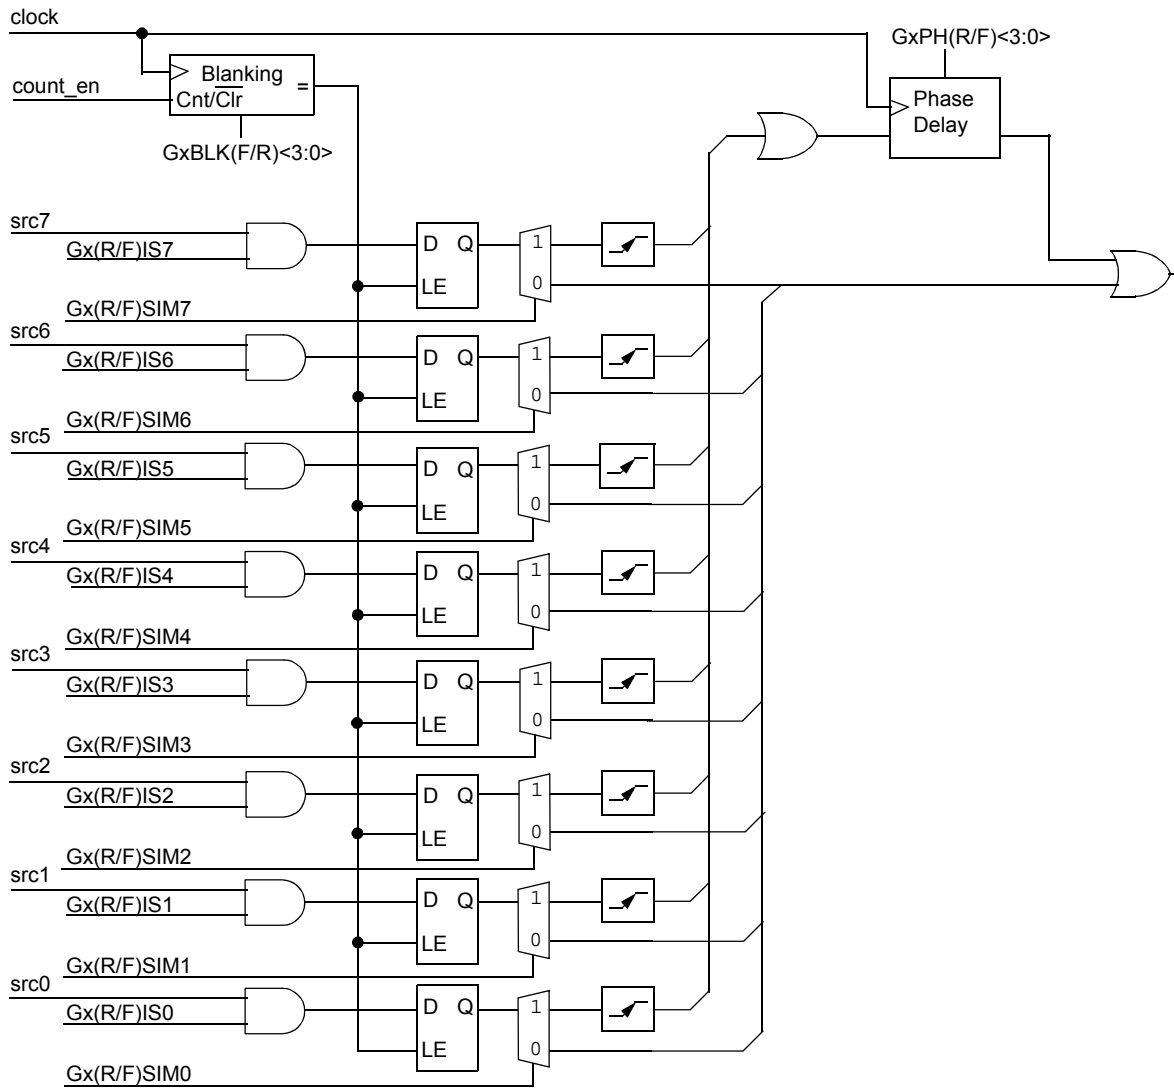 clock
GxPH(R/F)<3:0>
Blanking
=
Phase
Delay
count_en
Cnt/Clr
GxBLK(F/R)<3:0>
src7
Gx(R/F)IS7
D Q
LE
1
0
Gx(R/F)SIM7
src6
Gx(R/F)IS6
D Q
LE
1
0
Gx(R/F)SIM6
src5
Gx(R/F)IS5
D Q
LE
1
0
Gx(R/F)SIM5
src4
Gx(R/F)IS4
D Q
LE
1
0
Gx(R/F)SIM4
src3
Gx(R/F)IS3
D Q
LE
1
0
Gx(R/F)SIM3
src2
Gx(R/F)IS2
D Q
LE
1
0
Gx(R/F)SIM2
src1
Gx(R/F)IS1
D Q
LE
1
0
Gx(R/F)SIM1
src0
Gx(R/F)IS0
D Q
LE
1
0
Gx(R/F)SIM0